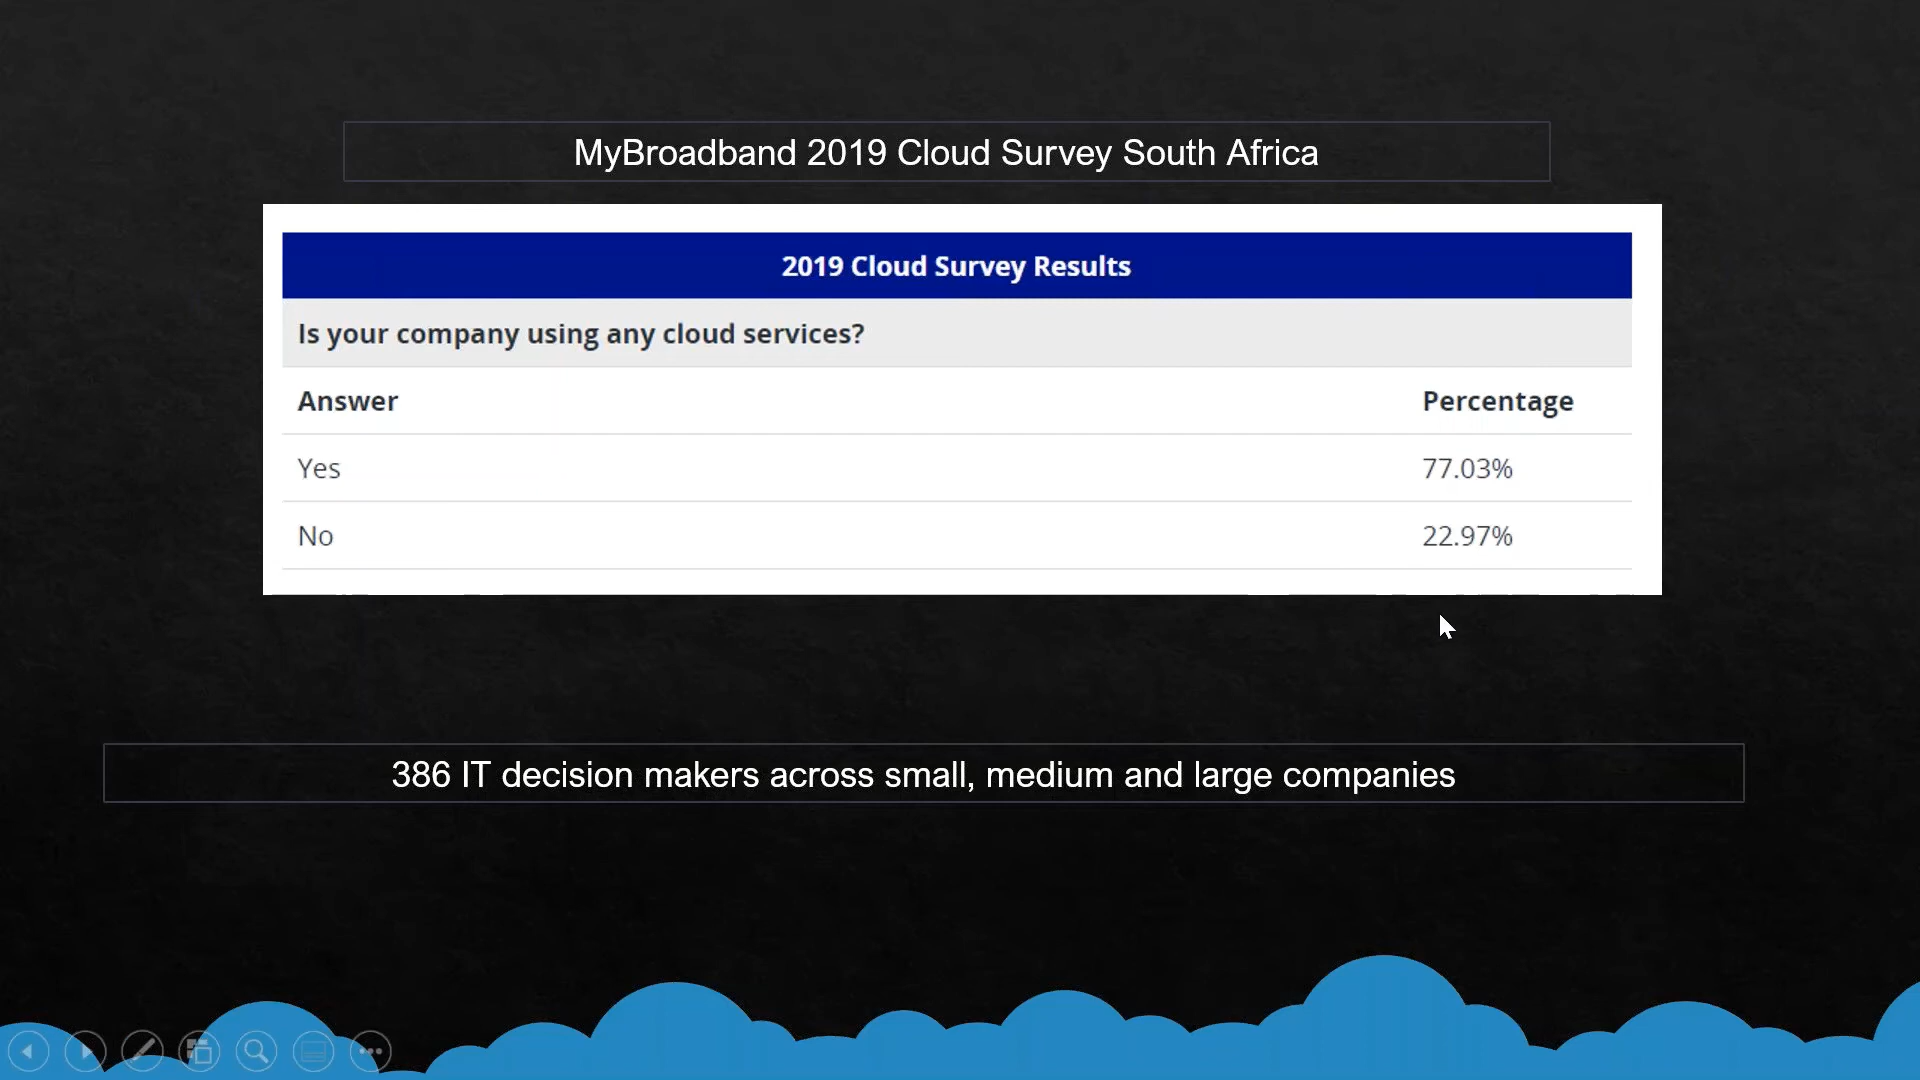 MyBroadband 2019 Cloud Survey South Africa
2019 Cloud Survey Results
Is your company using any cloud services?
Answer Percentage
Yes 77.03%
No 22.97%
386 IT decision makers across small, medium and large companies